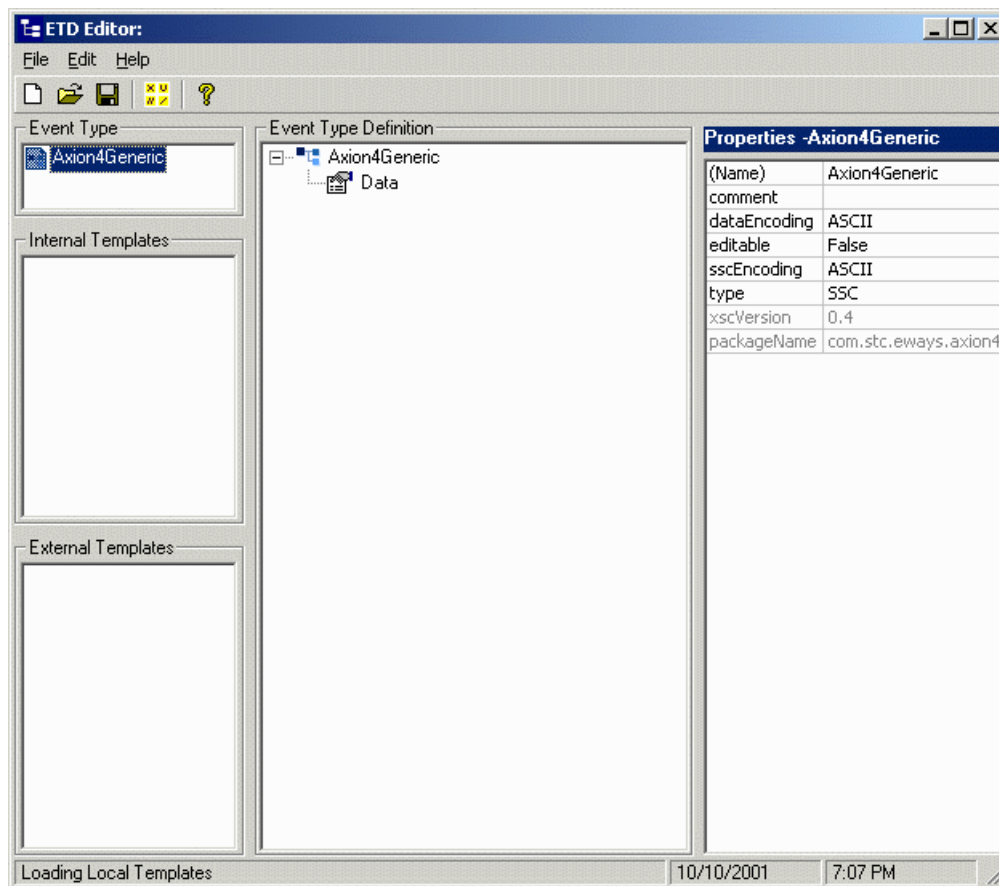 ETD Editor:
File Edit Help
Event Type
Axion4Generic
Internal Templates
External Templates
Event Type Definition
Axion4Generic
Data
Properties -Axion4Generic
(Name) Axion4Generic
comment
dataEncoding ASCII
editable False
sscEncoding ASCII
type SSC
xscVersion 0.4
packageName com.stc.eways.axion4
Loading Local Templates 10/10/2001 7:07 PM